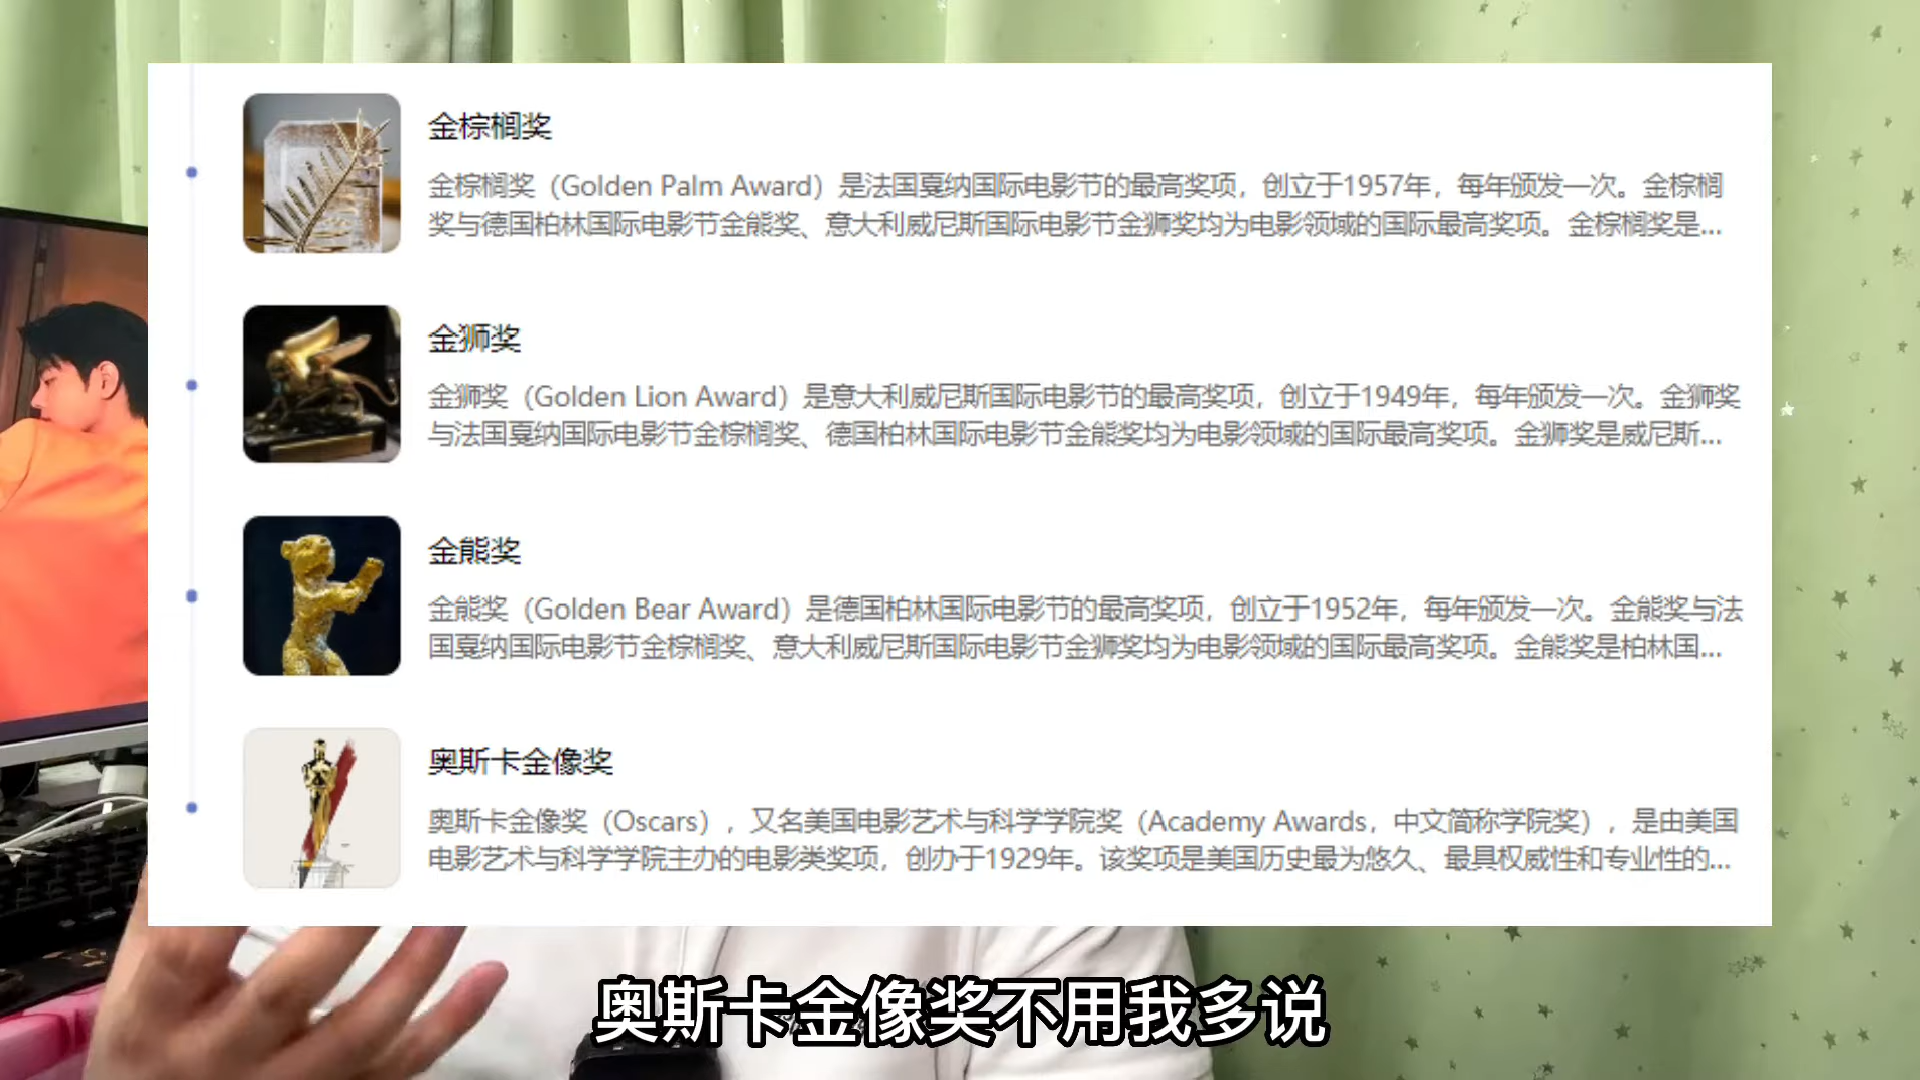 金棕榈奖
金棕榈奖（Golden Palm Award）是法国戛纳国际电影节的最高奖项，创立于1957年，每年颁发一次。金棕榈
奖与德国柏林国际电影节金熊奖、意大利威尼斯国际电影节金狮奖均为电影领域的国际最高奖项。金棕榈奖是...
金狮奖
金狮奖（Golden Lion Award）是意大利威尼斯国际电影节的最高奖项，创立于1949年，每年颁发一次。金狮奖
与法国戛纳国际电影节金棕榈奖、德国柏林国际电影节金熊奖均为电影领域的国际最高奖项。金狮奖是威尼斯...
金熊奖
金熊奖（Golden Bear Award）是德国柏林国际电影节的最高奖项，创立于1952年，每年颁发一次。金熊奖与法
国戛纳国际电影节金棕榈奖、意大利威尼斯国际电影节金狮奖均为电影领域的国际最高奖项。金熊奖是柏林国...
奥斯卡金像奖
奥斯卡金像奖（Oscars），又名美国电影艺术与科学学院奖（Academy Awards，中文简称学院奖），是由美国
电影艺术与科学学院主办的电影类奖项，创办于1929年。该奖项是美国历史最为悠久、最具权威性和专业性的...
奥斯卡金像奖不用我多说